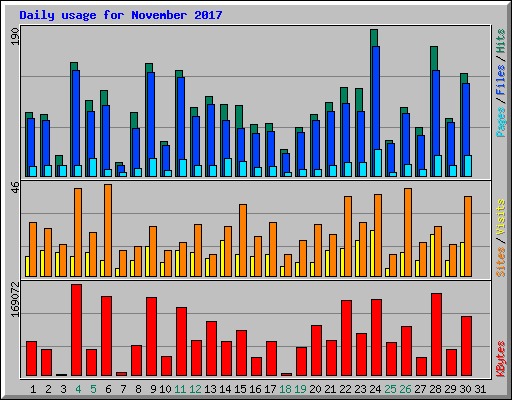 Daily usage for November 2017
190
Pages / Files / Hits
46
Sites / Visits
169072
KBytes
1 2 3 4 5 6 7 8 9 10 11 12 13 14 15 16 17 18 19 20 21 22 23 24 25 26 27 28 29 30 31